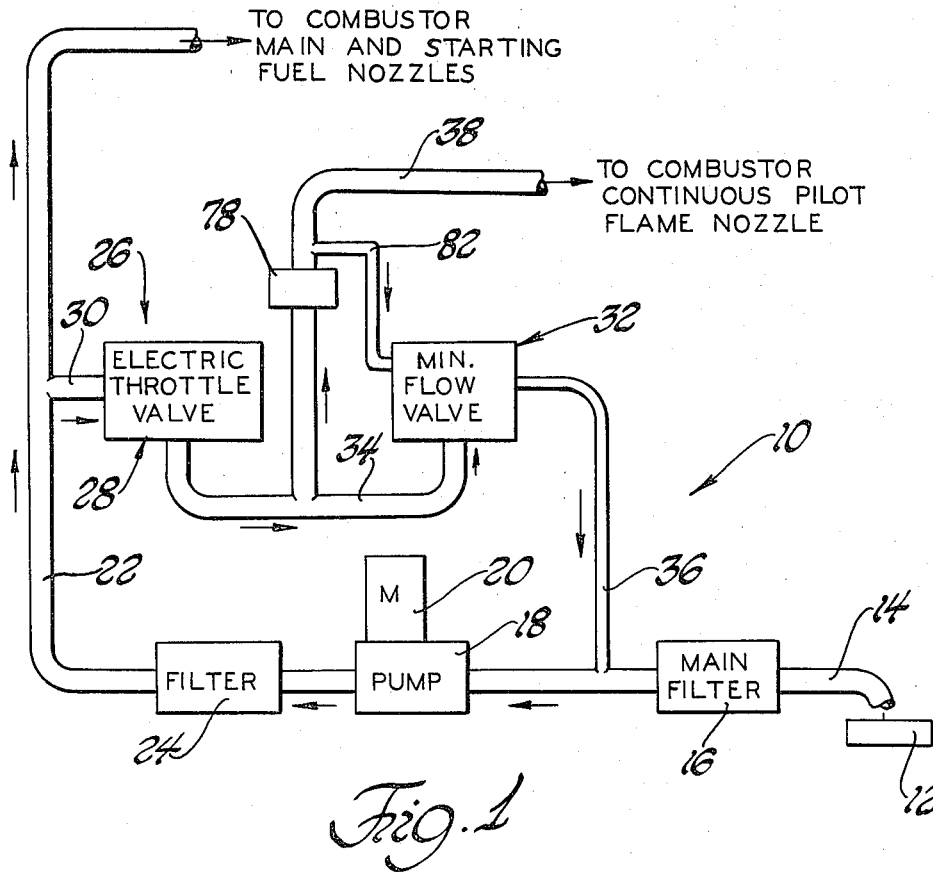 TO COMBUSTOR
MAIN AND STARTING
FUEL NOZZLES
38
TO COMBUSTOR
CONTINUOUS PILOT
FLAME NOZZLE
78
82
26
32
30
ELECTRIC
THROTTLE
VALVE
MIN.
FLOW
VALVE
10
28
34
22
M
20
36
18
14
FILTER
PUMP
MAIN
FILTER
24
16
12
Fig. 1